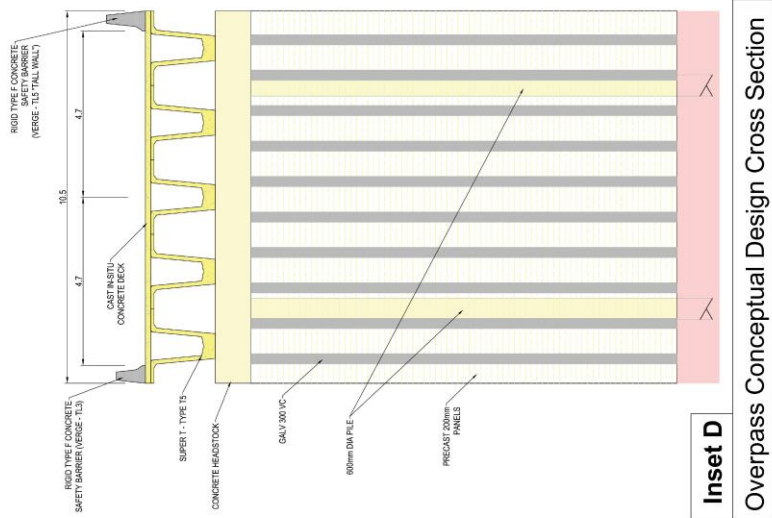 RIGID TYPE F CONCRETE
SAFETY BARRIER (VERGE - TL3)
RIGID TYPE F CONCRETE
SAFETY BARRIER
(VERGE - TL5 "TALL WALL")
10.5
4.7
4.7
CAST IN-SITU
CONCRETE DECK
SUPER T - TYPE T5
CONCRETE HEADSTOCK
GALV 300 VC
600mm DIA PILE
PRECAST 200mm
PANELS
Inset D
Overpass Conceptual Design Cross Section